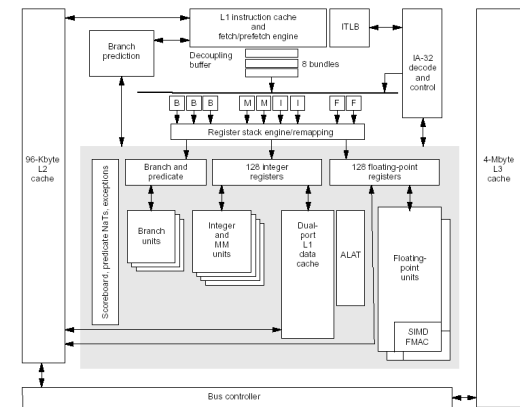 L1 instruction cache
and
fetch/prefetch engine
ITLB
Branch
prediction
Decoupling
buffer
8 bundles
IA-32
decode
and
control
B
B
B
M
M
I
I
F
F
Register stack engine/remapping
96-Kbyte
L2
cache
4-Mbyte
L3
cache
Scoreboard, predicate NaTs, exceptions
Branch and
predicate
128 integer
registers
128 floating-point
registers
Branch
units
Integer
and
MM
units
Dual-
port
L1
data
cache
ALAT
Floating-
point
units
SIMD
FMAC
Bus controller